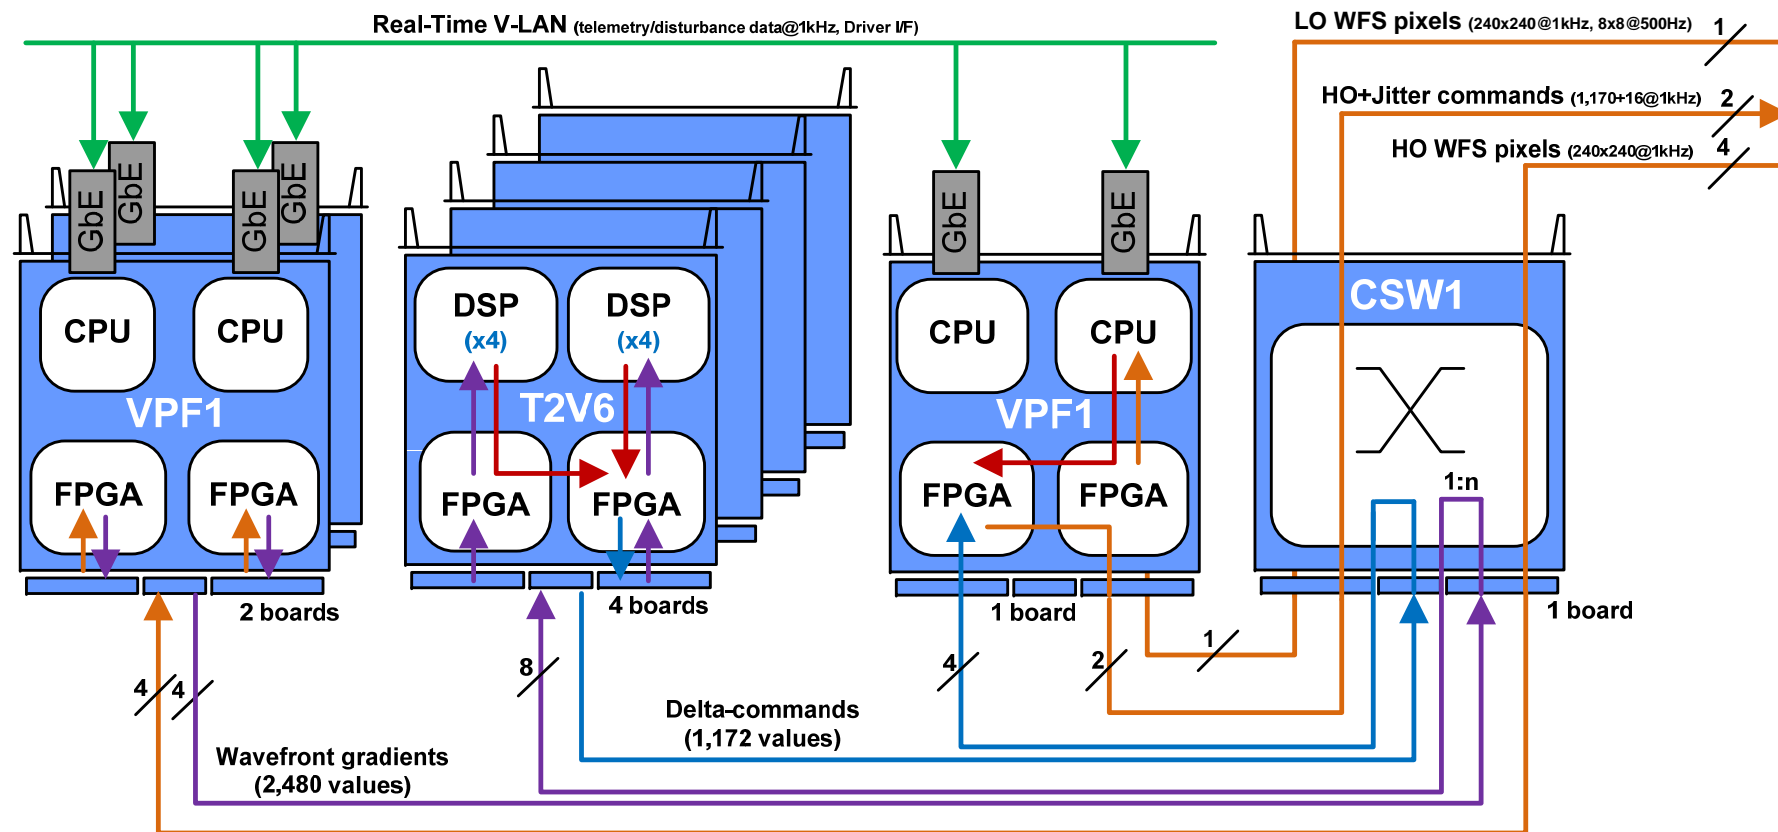 Real-Time V-LAN (telemetry/disturbance data@1kHz, Driver I/F)
LO WFS pixels (240x240@1kHz, 8x8@500Hz)
1
HO+Jitter commands (1,170+16@1kHz)
2
HO WFS pixels (240x240@1kHz)
4
GbE
GbE
GbE
GbE
CPU
CPU
VPF1
FPGA
FPGA
2 boards
DSP
(x4)
DSP
(x4)
T2V6
FPGA
FPGA
4 boards
GbE
GbE
CPU
CPU
VPF1
FPGA
FPGA
1 board
CSW1
1:n
1 board
4
4
8
4
2
1
Delta-commands
(1,172 values)
Wavefront gradients
(2,480 values)